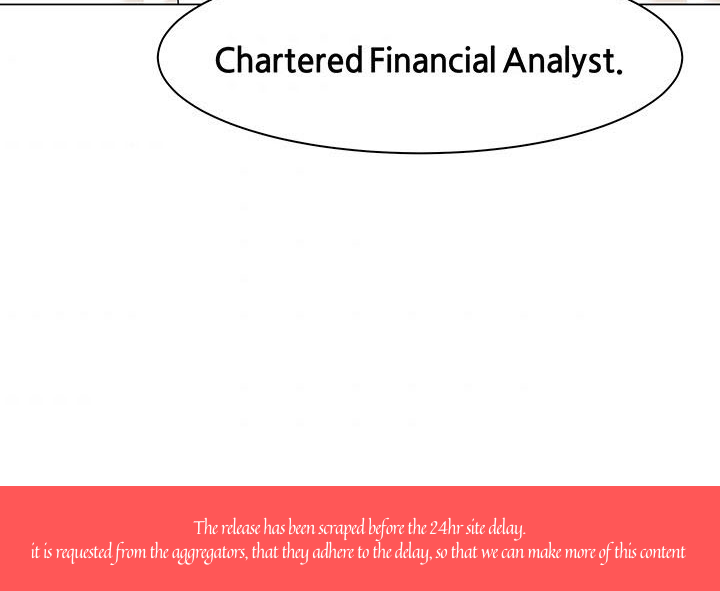 Chartered Financial Analyst.
The release has been scraped before the 24hr site delay.
it is requested from the aggregators, that they adhere to the delay, so that we can make more of this content